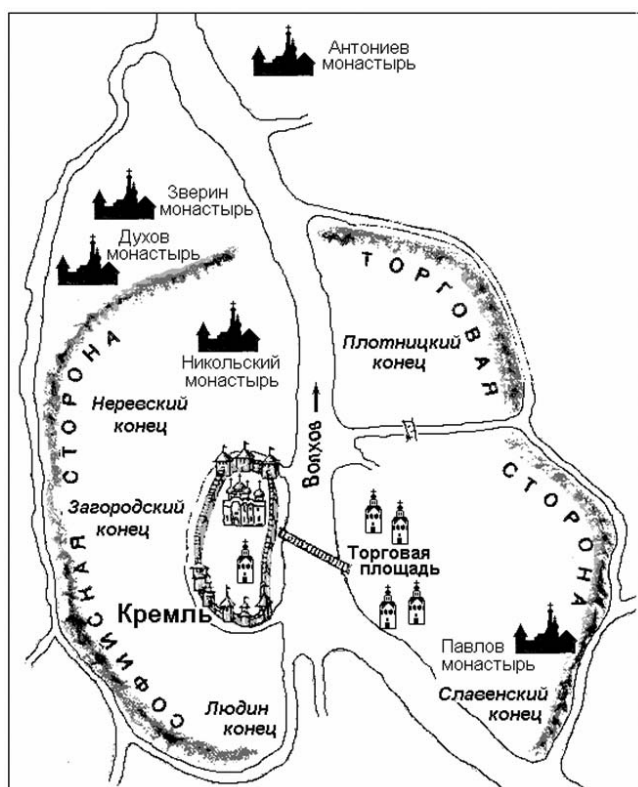 Антониев
монастырь
Зверин
монастырь
Духов
монастырь
ТОРГОВАЯ
Плотницкий
конец
Никольский
монастырь
СОФИЙСКАЯ СТОРОНА
Неревский
конец
Волхов
СТОРОНА
Загородский
конец
Торговая
площадь
Кремль
Павлов
монастырь
Людин
конец
Славенский
конец